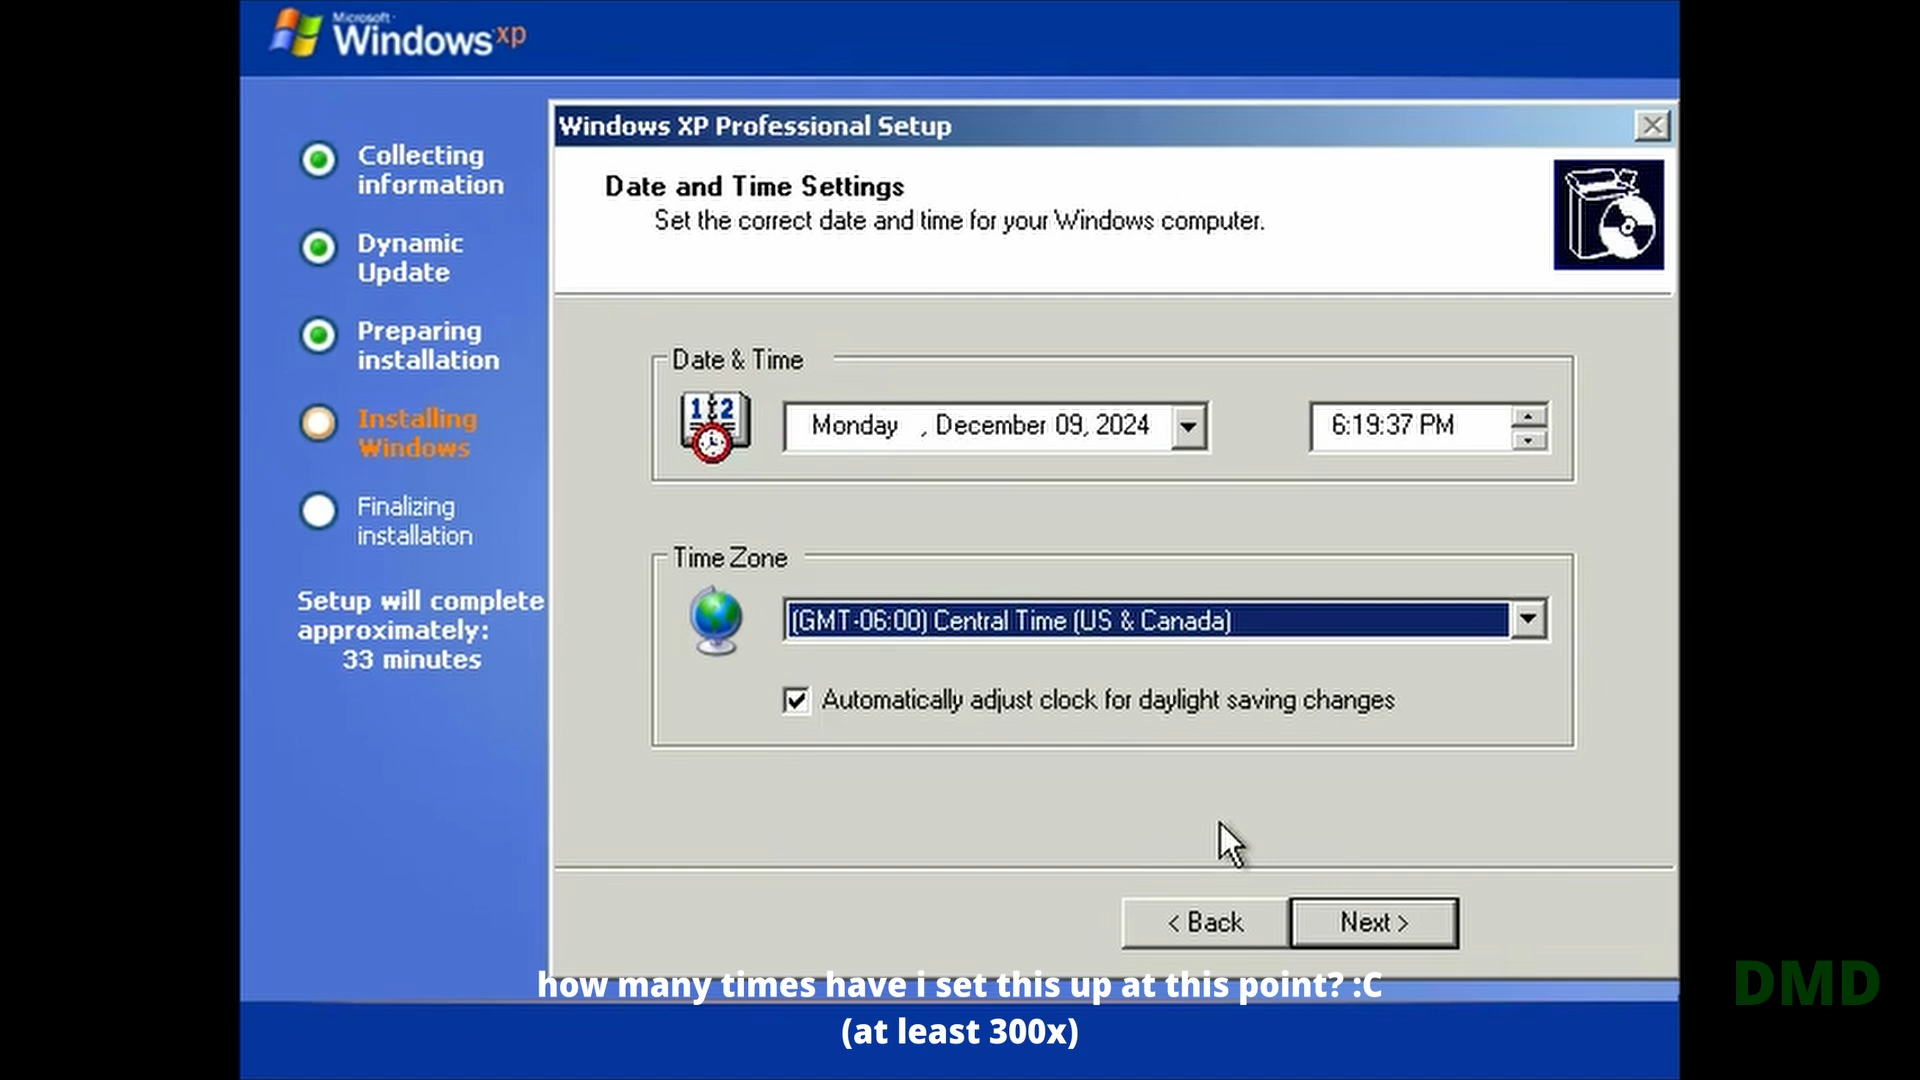 Microsoft
Windows xp
Collecting
information
Dynamic
Update
Preparing
installation
Installing
Windows
Finalizing
installation
Setup will complete
approximately:
33 minutes
Windows XP Professional Setup
Date and Time Settings
Set the correct date and time for your Windows computer.
Date & Time
12
Monday , December 09, 2024
6:19:37 PM
Time Zone
(GMT-06:00) Central Time (US & Canada)
Automatically adjust clock for daylight saving changes
< Back
Next >
how many times have i set this up at this point? :C
(at least 300x)
DMD